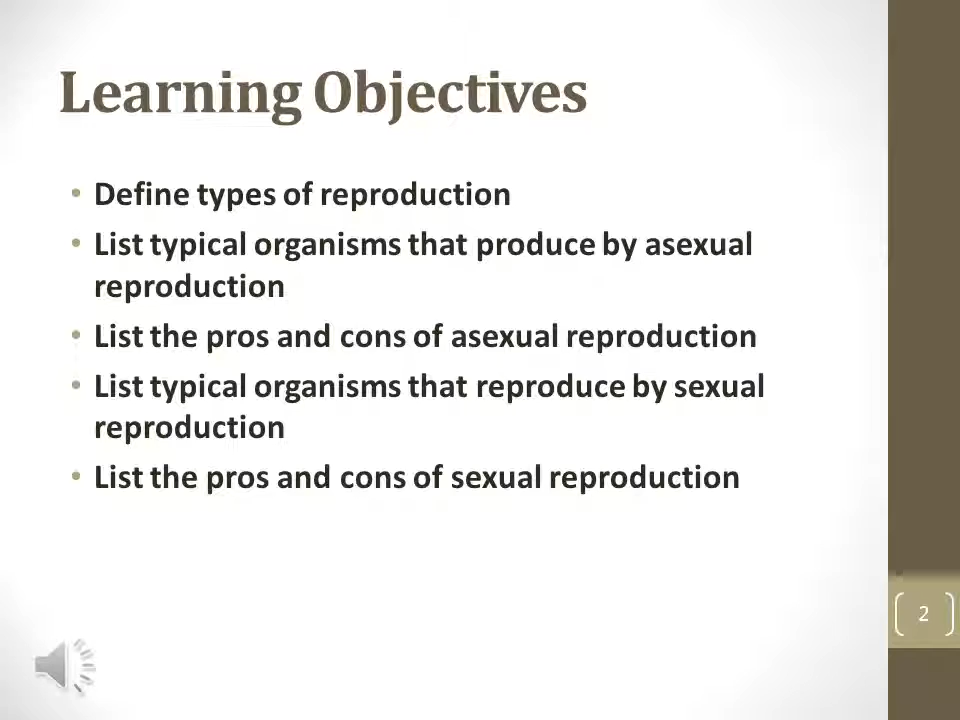 Learning Objectives
• Define types of reproduction
• List typical organisms that produce by asexual
reproduction
• List the pros and cons of asexual reproduction
• List typical organisms that reproduce by sexual
reproduction
• List the pros and cons of sexual reproduction
2